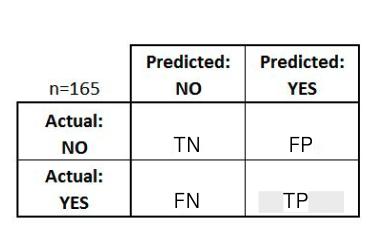 Predicted: Predicted:
n=165 NO YES
Actual:
NO TN FP
Actual:
YES FN TP